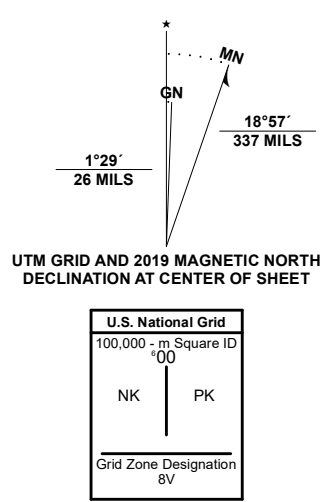 ★
MN
GN
18°57´
337 MILS
1°29´
26 MILS
UTM GRID AND 2019 MAGNETIC NORTH
DECLINATION AT CENTER OF SHEET
U.S. National Grid
100,000 - m Square ID
⁶00
NK PK
Grid Zone Designation
8V